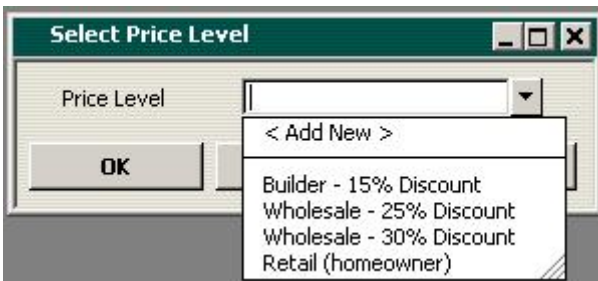 Select Price Level
Price Level
< Add New >
OK
Builder - 15% Discount
Wholesale - 25% Discount
Wholesale - 30% Discount
Retail (homeowner)